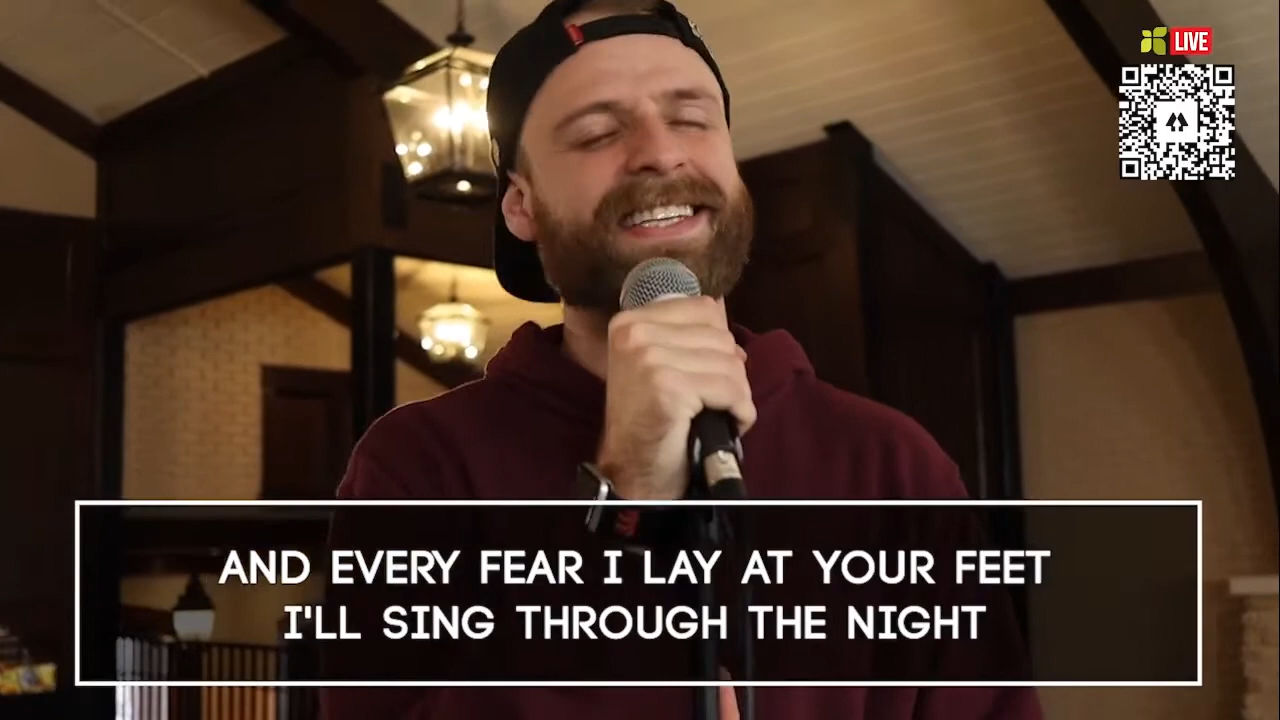 LIVE
AND EVERY FEAR I LAY AT YOUR FEET
I'LL SING THROUGH THE NIGHT